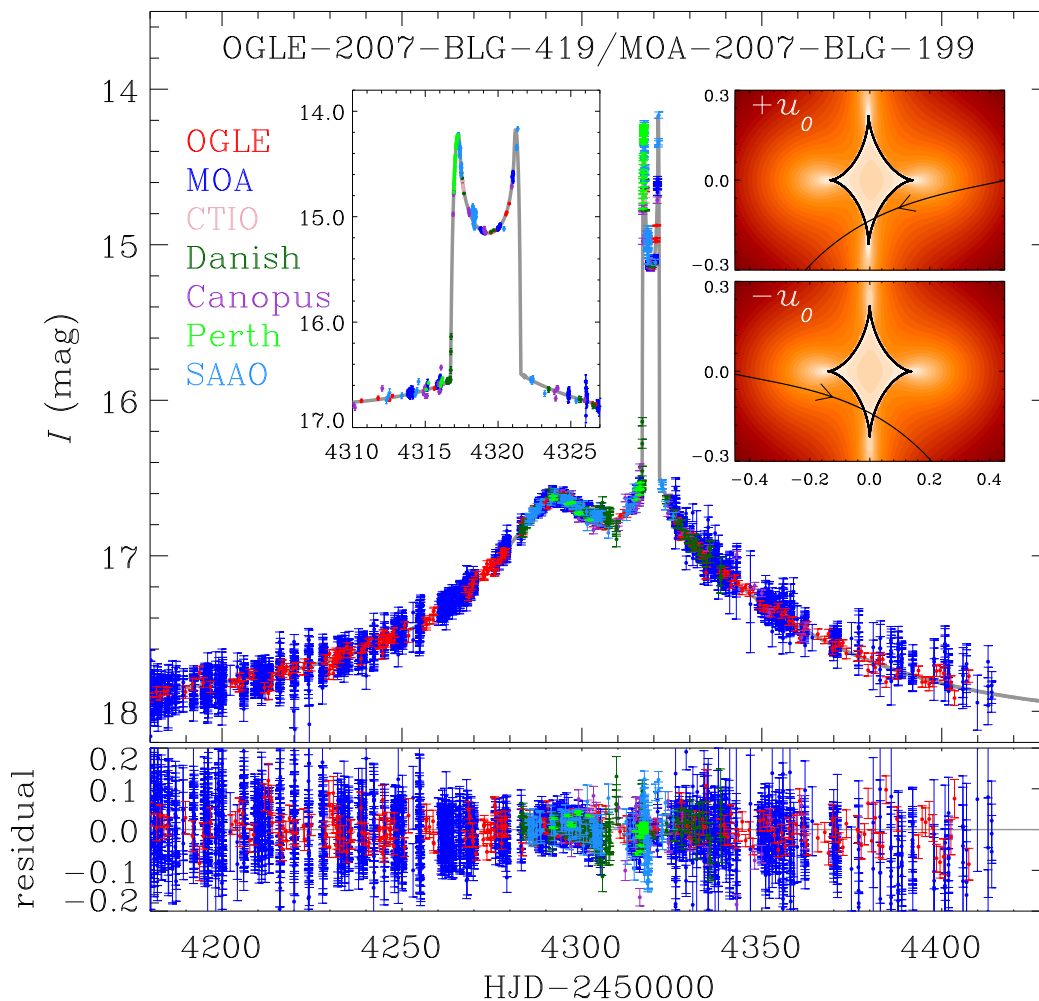 OGLE-2007-BLG-419/MOA-2007-BLG-199
14
15
16
17
18
I (mag)
OGLE
MOA
CTIO
Danish
Canopus
Perth
SAAO
14.0
15.0
16.0
17.0
4310 4315 4320 4325
+u0
0.3
0.0
-0.3
-u0
0.3
0.0
-0.3
-0.4 -0.2 0.0 0.2 0.4
residual
0.2
0.1
0.0
-0.1
-0.2
4200 4250 4300 4350 4400
HJD-2450000